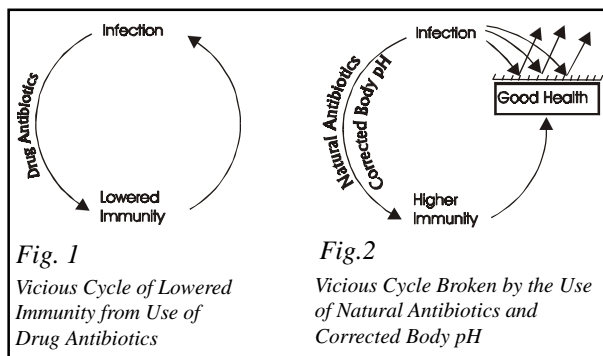 Infection
Drug Antibiotics
Lowered
Immunity
Fig. 1
Vicious Cycle of Lowered
Immunity from Use of
Drug Antibiotics
Infection
Natural Antibiotics
Corrected Body pH
Good Health
Higher
Immunity
Fig.2
Vicious Cycle Broken by the Use
of Natural Antibiotics and
Corrected Body pH